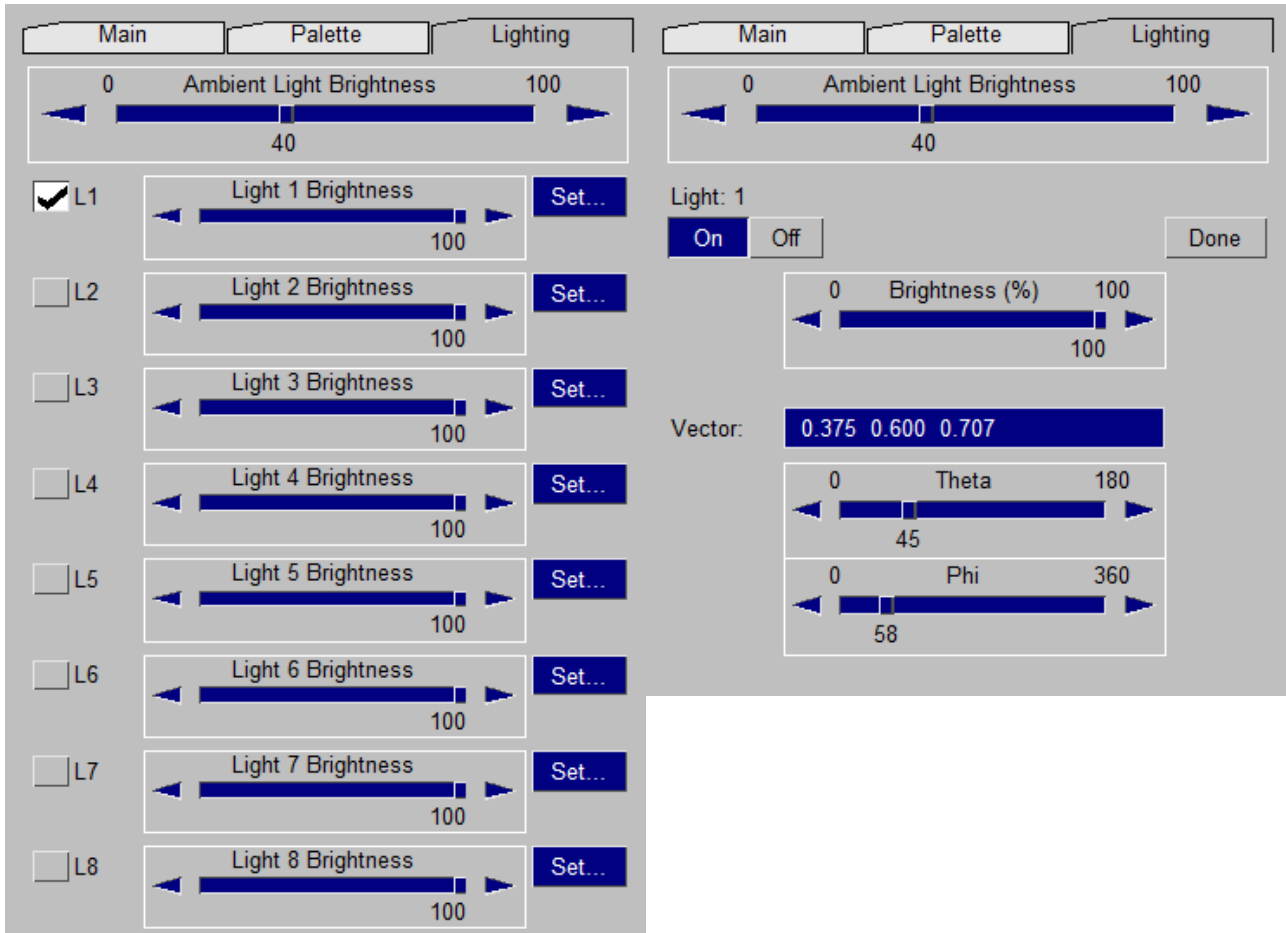 Main Palette Lighting
0 Ambient Light Brightness 100
40
L1 Light 1 Brightness Set...
100
L2 Light 2 Brightness Set...
100
L3 Light 3 Brightness Set...
100
L4 Light 4 Brightness Set...
100
L5 Light 5 Brightness Set...
100
L6 Light 6 Brightness Set...
100
L7 Light 7 Brightness Set...
100
L8 Light 8 Brightness Set...
100
Main Palette Lighting
0 Ambient Light Brightness 100
40
Light: 1
On Off Done
0 Brightness (%) 100
100
Vector: 0.375 0.600 0.707
0 Theta 180
45
0 Phi 360
58